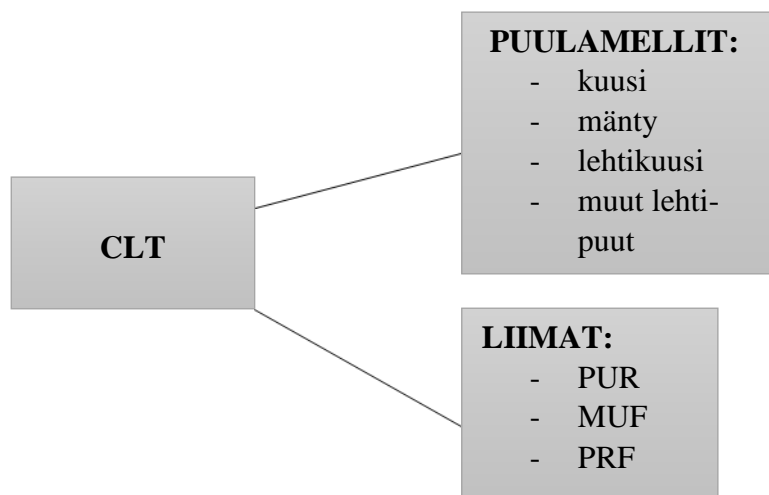 PUULAMELLIT:
- kuusi
- mänty
- lehtikuusi
- muut lehti-
puut
CLT
LIIMAT:
- PUR
- MUF
- PRF